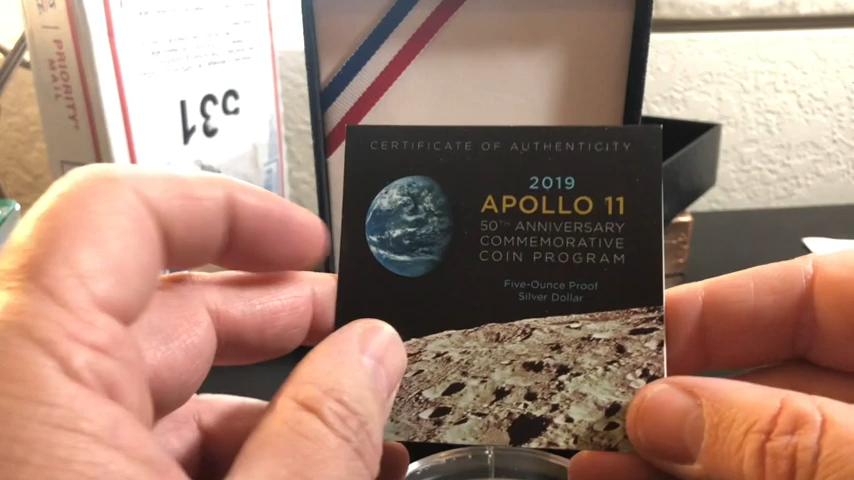 PRIORITY
MAIL
531
CERTIFICATE OF AUTHENTICITY
2019
APOLLO 11
50TH ANNIVERSARY
COMMEMORATIVE
COIN PROGRAM
Five-Ounce Proof
Silver Dollar